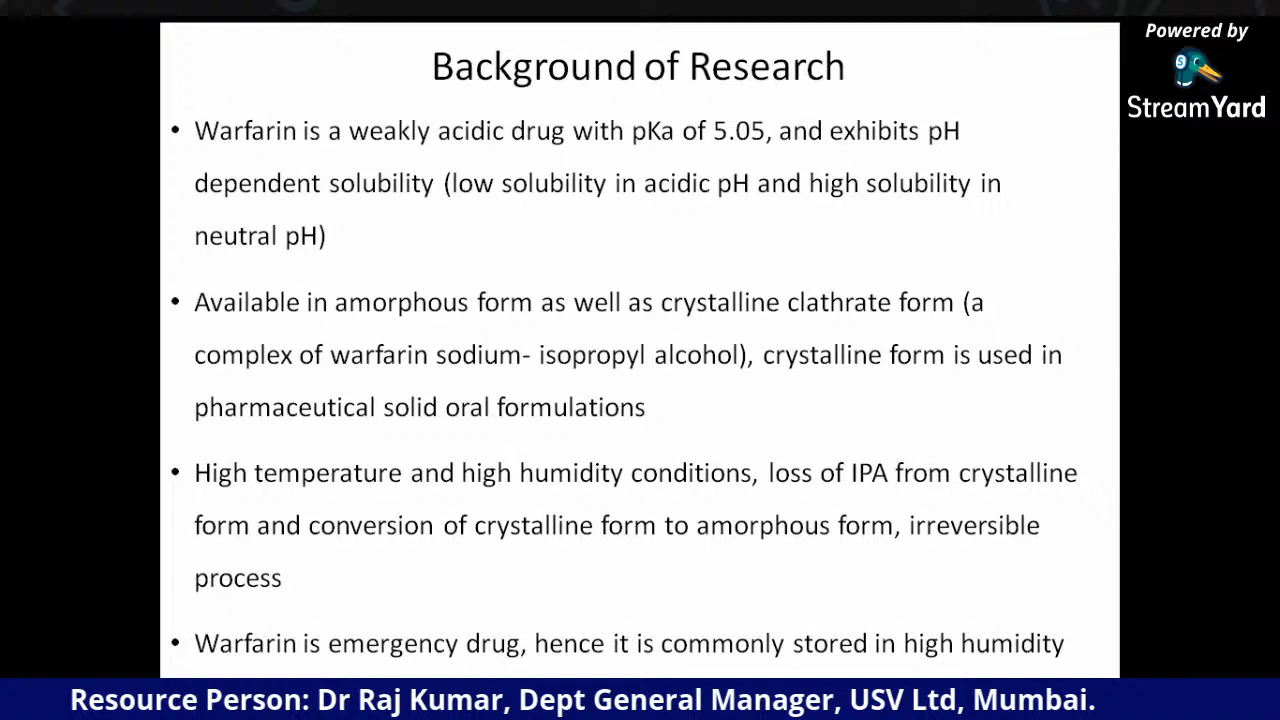 Powered by
StreamYard
Background of Research
• Warfarin is a weakly acidic drug with pKa of 5.05, and exhibits pH
dependent solubility (low solubility in acidic pH and high solubility in
neutral pH)
• Available in amorphous form as well as crystalline clathrate form (a
complex of warfarin sodium- isopropyl alcohol), crystalline form is used in
pharmaceutical solid oral formulations
• High temperature and high humidity conditions, loss of IPA from crystalline
form and conversion of crystalline form to amorphous form, irreversible
process
• Warfarin is emergency drug, hence it is commonly stored in high humidity
Resource Person: Dr Raj Kumar, Dept General Manager, USV Ltd, Mumbai.